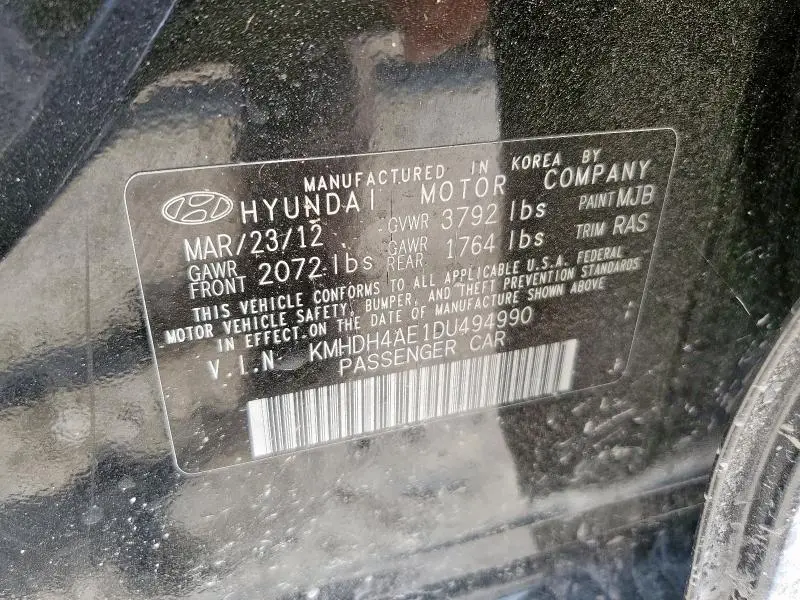 MANUFACTURED IN KOREA BY
HYUNDAI MOTOR COMPANY
MAR/23/12 GVWR 3792 lbs PAINT MJB
GAWR FRONT 2072 lbs GAWR REAR 1764 lbs TRIM RAS
THIS VEHICLE CONFORMS TO ALL APPLICABLE U.S.A. FEDERAL
MOTOR VEHICLE SAFETY, BUMPER, AND THEFT PREVENTION STANDARDS
IN EFFECT ON THE DATE OF MANUFACTURE SHOWN ABOVE
V.I.N. KMHDH4AE1DU494990
PASSENGER CAR